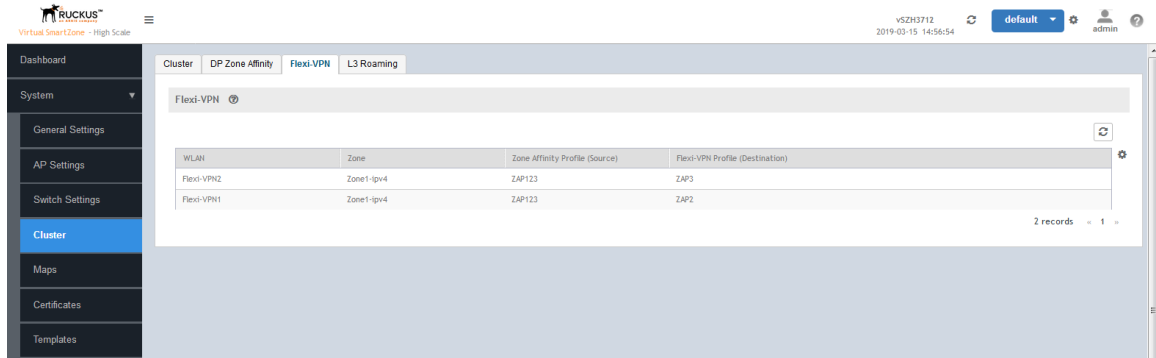 RUCKUS™
Virtual SmartZone - High Scale
vSZH3712
2019-03-15 14:56:54
default
admin
Dashboard
System
General Settings
AP Settings
Switch Settings
Cluster
Maps
Certificates
Templates
Cluster DP Zone Affinity Flexi-VPN L3 Roaming
Flexi-VPN ?
WLAN Zone Zone Affinity Profile (Source) Flexi-VPN Profile (Destination)
Flexi-VPN2 Zone1-ipv4 ZAP123 ZAP3
Flexi-VPN1 Zone1-ipv4 ZAP123 ZAP2
2 records « 1 »